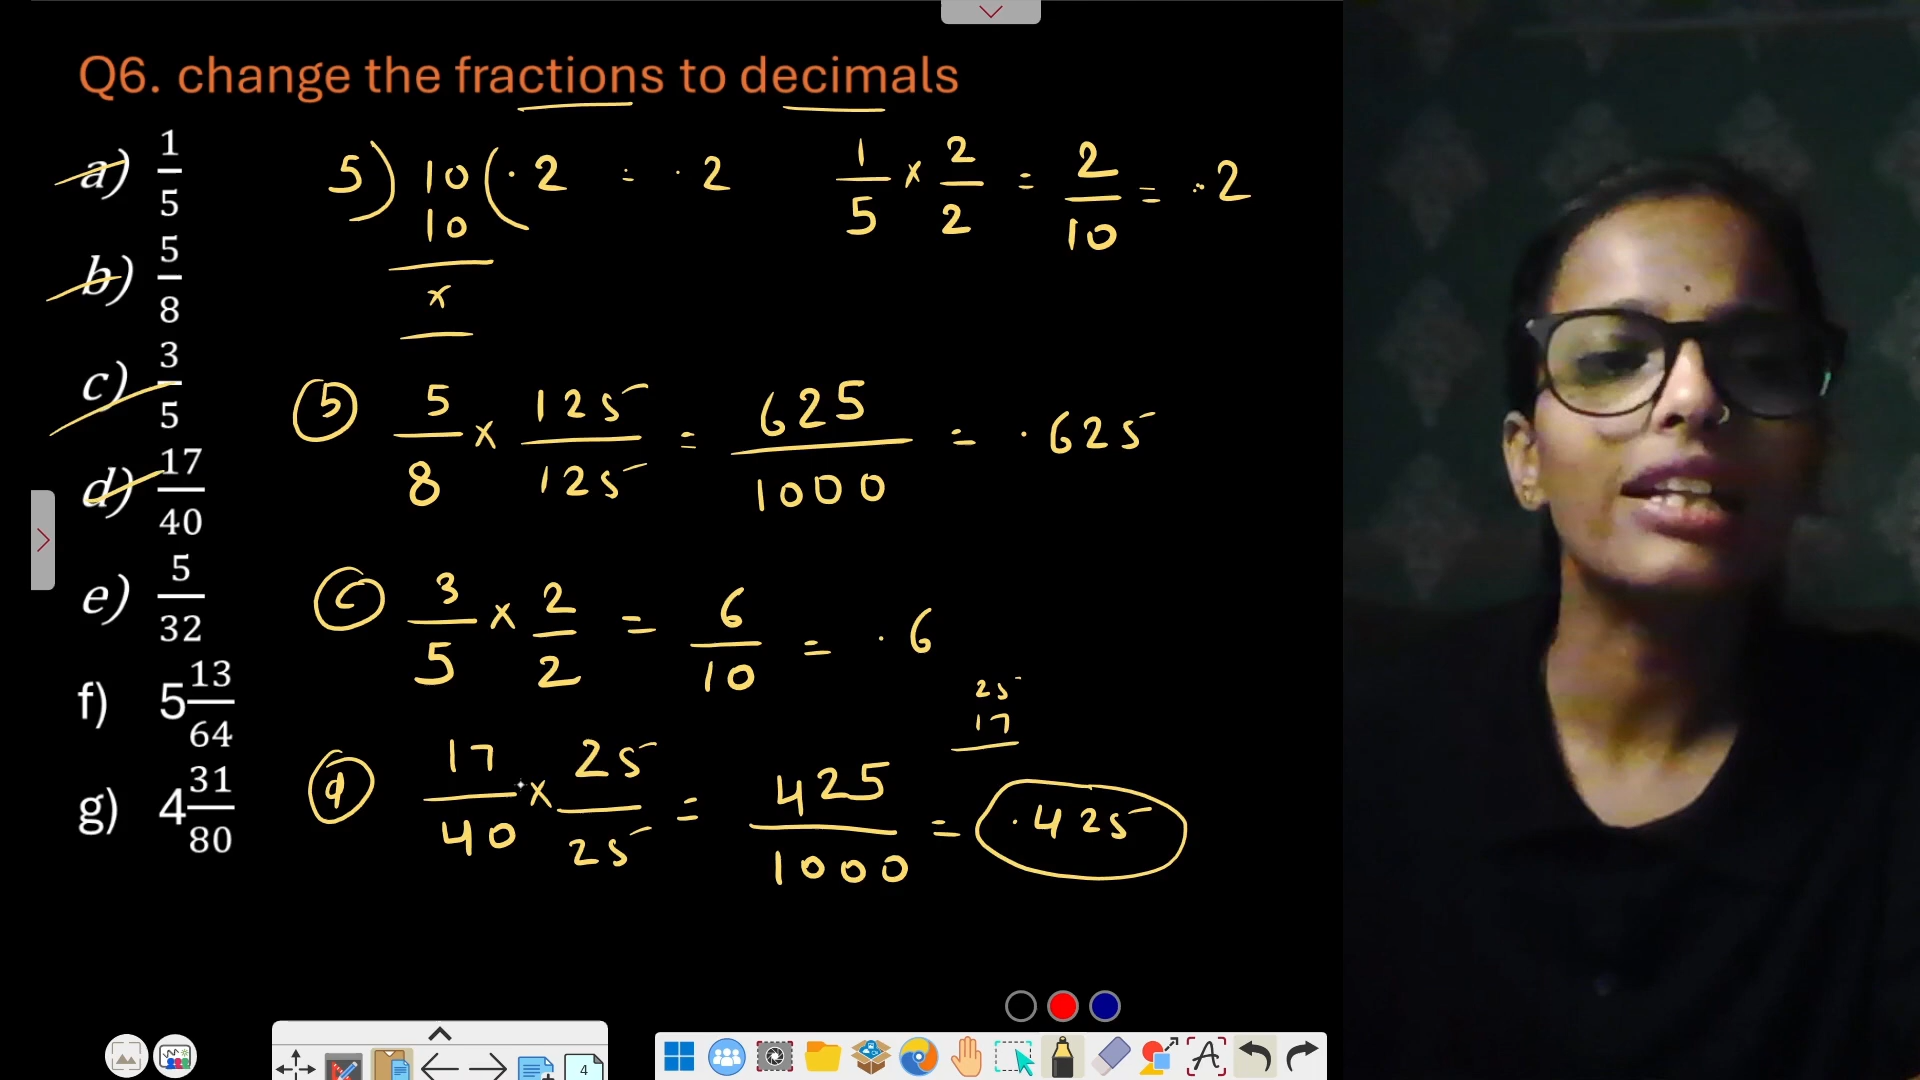 Q6. change the fractions to decimals
a) 1/5
b) 5/8
c) 3/5
d) 17/40
e) 5/32
f) 5 13/64
g) 4 31/80
5) 10 (.2 = .2
10
x
1/5 x 2/2 = 2/10 = .2
b 5/8 x 125/125 = 625/1000 = .625
c 3/5 x 2/2 = 6/10 = .6
25
17
d 17/40 x 25/25 = 425/1000 = .425
4